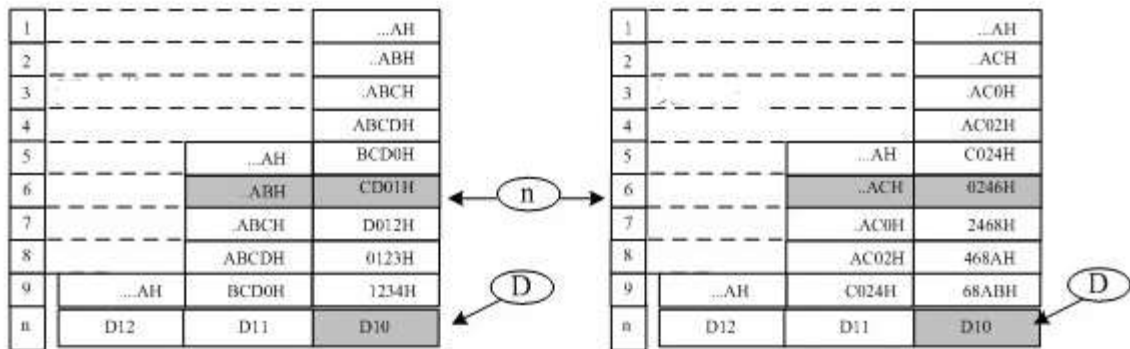 1 ...AH
2 ..ABH
3 .ABCH
4 ABCDH
5 ...AH BCD0H
6 ..ABH CD01H
7 .ABCH D012H
8 ABCDH 0123H
9 ....AH BCD0H 1234H
n D12 D11 D10
n
D
1 ...AH
2 ..ACH
3 .AC0H
4 AC02H
5 ...AH C024H
6 ..ACH 0246H
7 .AC0H 2468H
8 AC02H 468AH
9 ...AH C024H 68ABH
n D12 D11 D10
D